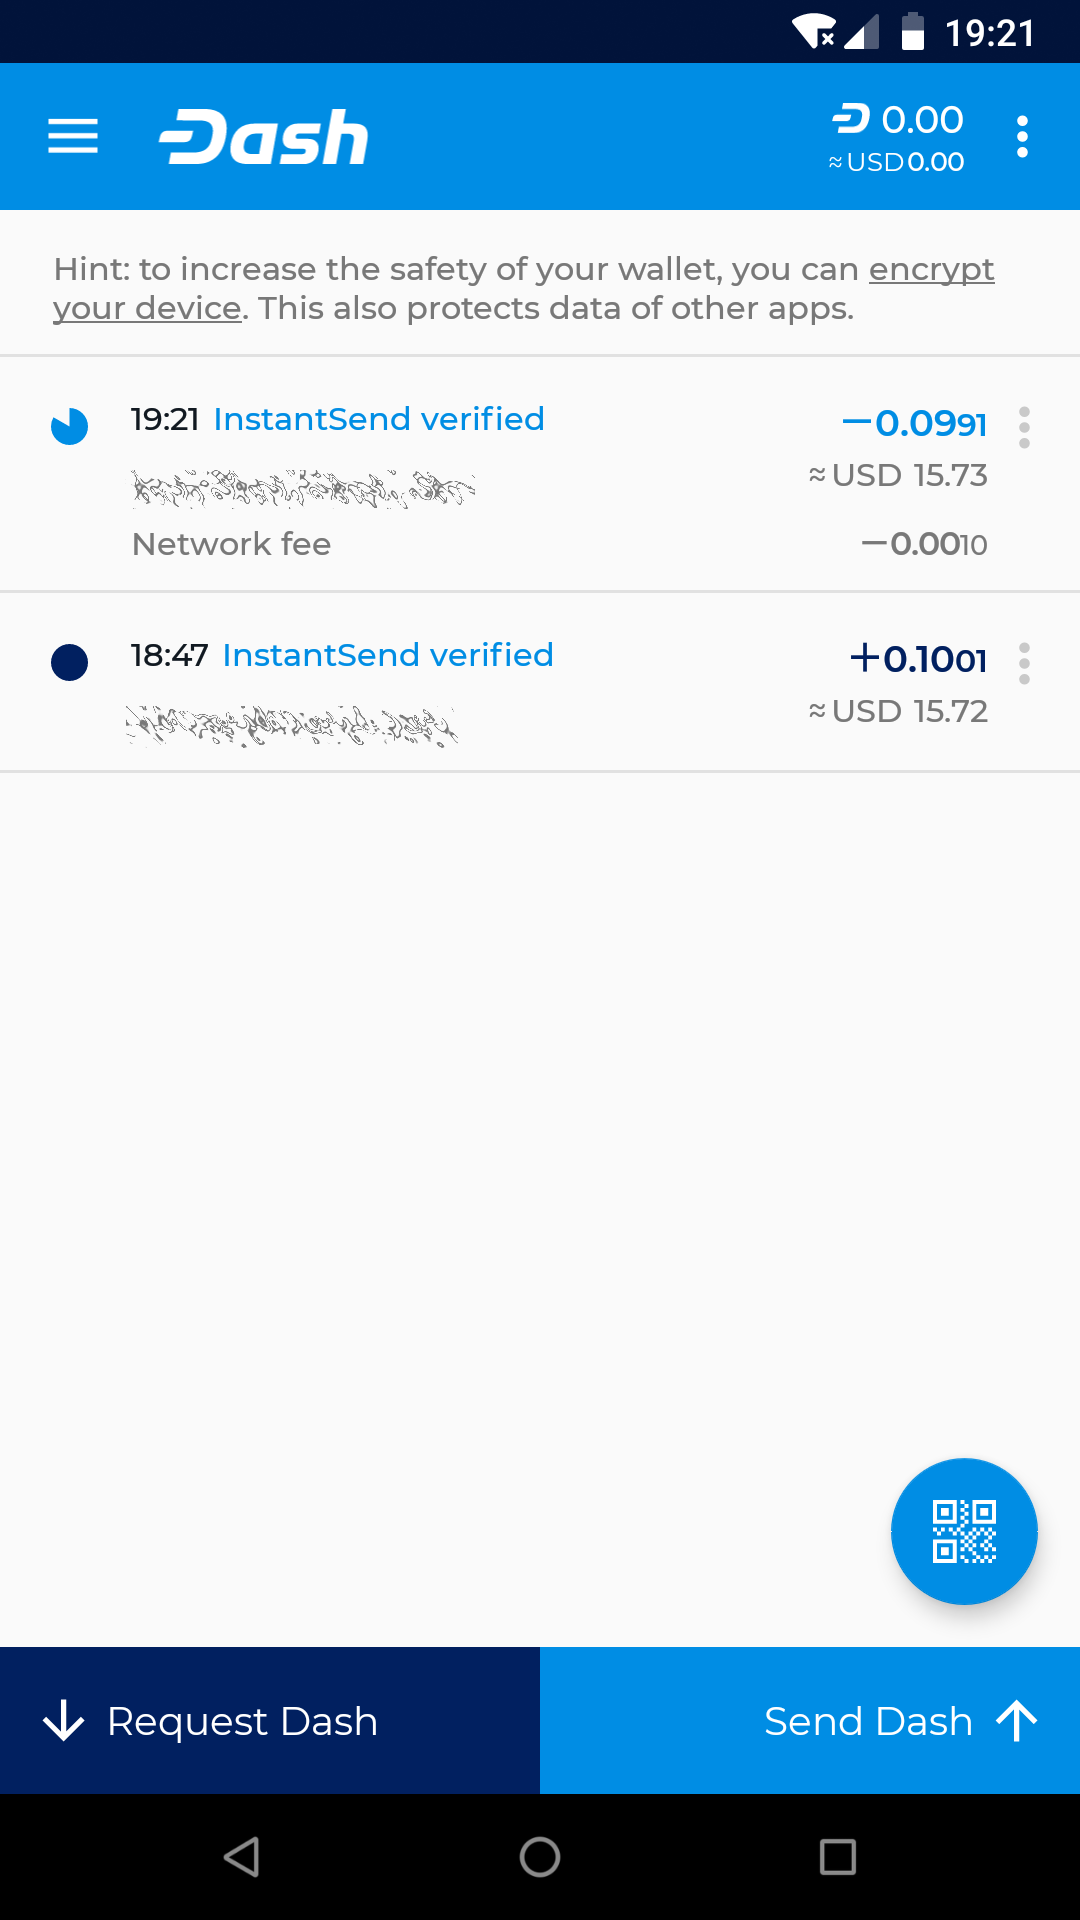 19:21
Dash
0.00
≈ USD 0.00
Hint: to increase the safety of your wallet, you can encrypt
your device. This also protects data of other apps.
19:21 InstantSend verified −0.0991
≈ USD 15.73
Network fee −0.0010
18:47 InstantSend verified +0.1001
≈ USD 15.72
Request Dash
Send Dash